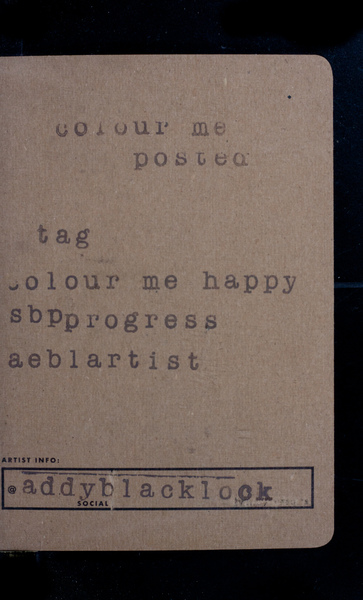 colour me
posted
tag
colour me happy
sbpprogress
aeblartist
ARTIST INFO:
@addyblacklock
SOCIAL